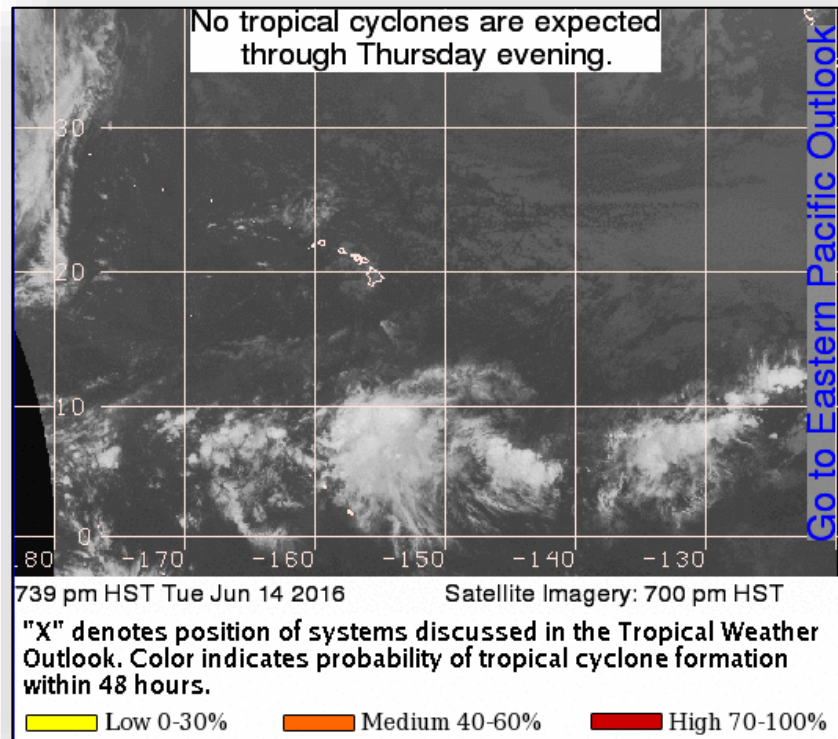 No tropical cyclones are expected
through Thursday evening.
Go to Eastern Pacific Outlook
30
20
10
0
180 -170 -160 -150 -140 -130
739 pm HST Tue Jun 14 2016 Satellite Imagery: 700 pm HST
"X" denotes position of systems discussed in the Tropical Weather
Outlook. Color indicates probability of tropical cyclone formation
within 48 hours.
Low 0-30% Medium 40-60% High 70-100%